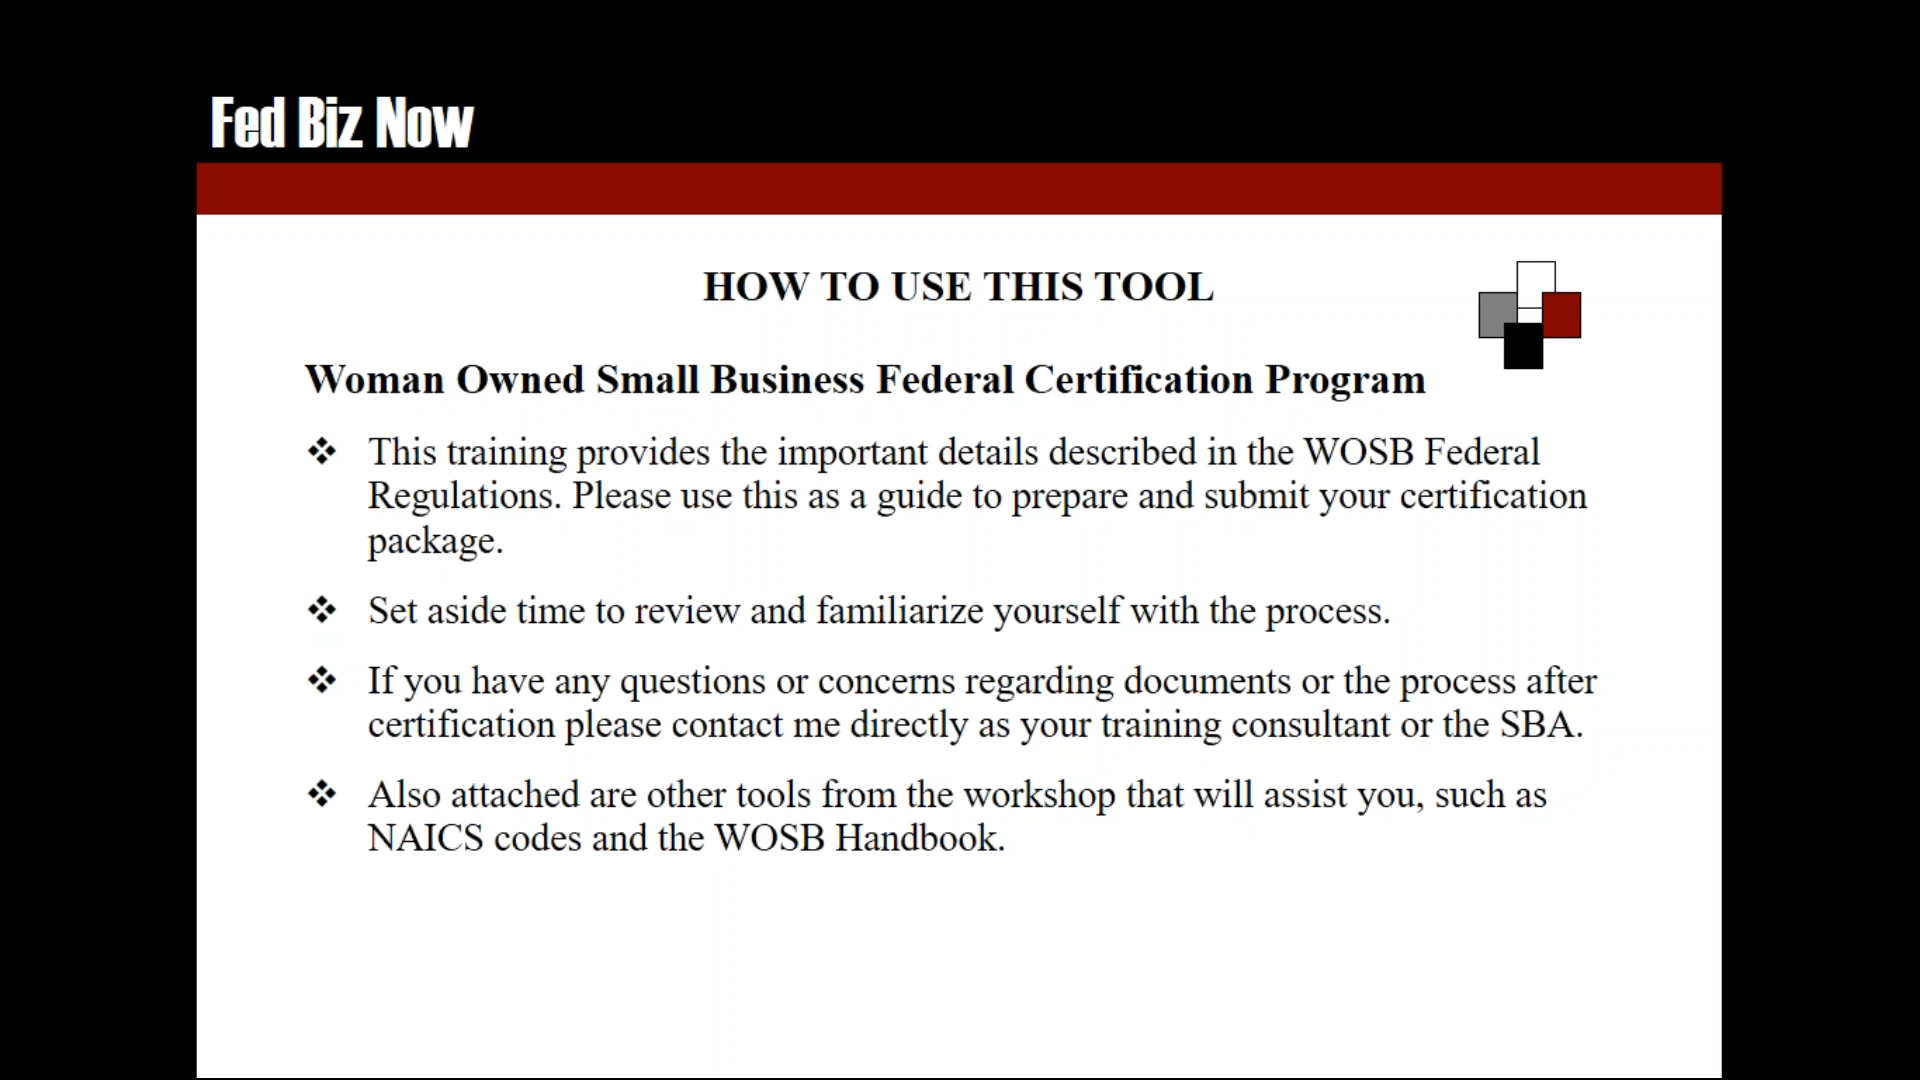 Fed Biz Now
HOW TO USE THIS TOOL
Woman Owned Small Business Federal Certification Program
❖ This training provides the important details described in the WOSB Federal
Regulations. Please use this as a guide to prepare and submit your certification
package.
❖ Set aside time to review and familiarize yourself with the process.
❖ If you have any questions or concerns regarding documents or the process after
certification please contact me directly as your training consultant or the SBA.
❖ Also attached are other tools from the workshop that will assist you, such as
NAICS codes and the WOSB Handbook.